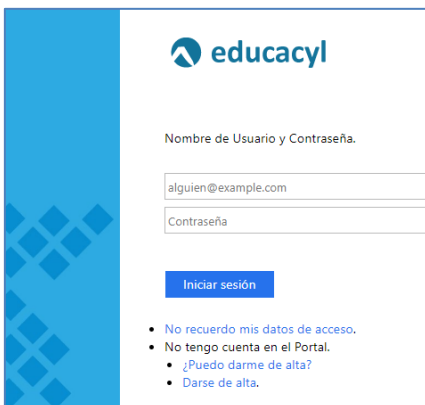 educacyl
Nombre de Usuario y Contraseña.
alguien@example.com
Contraseña
Iniciar sesión
No recuerdo mis datos de acceso.
No tengo cuenta en el Portal.
¿Puedo darme de alta?
Darse de alta.